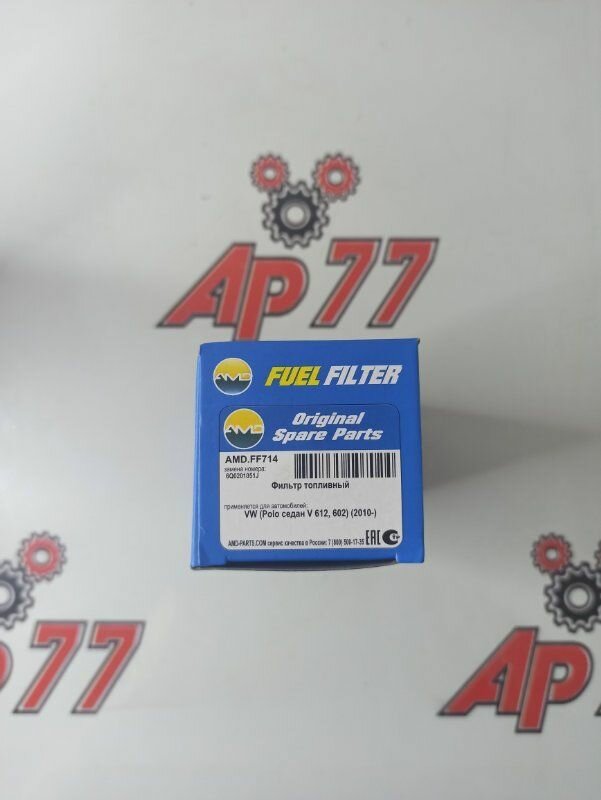 Ap 77
AMD
FUEL FILTER
AMD
Original
Spare Parts
AMD.FF714
замена номера:
6Q0201051J
Фильтр топливный
применяется для автомобилей:
VW (Polo седан V 612, 602) (2010-)
AMD-PARTS.COM сервис качества в России: 7 (800) 500-17-35 EAC
Ap 77
Ap 77